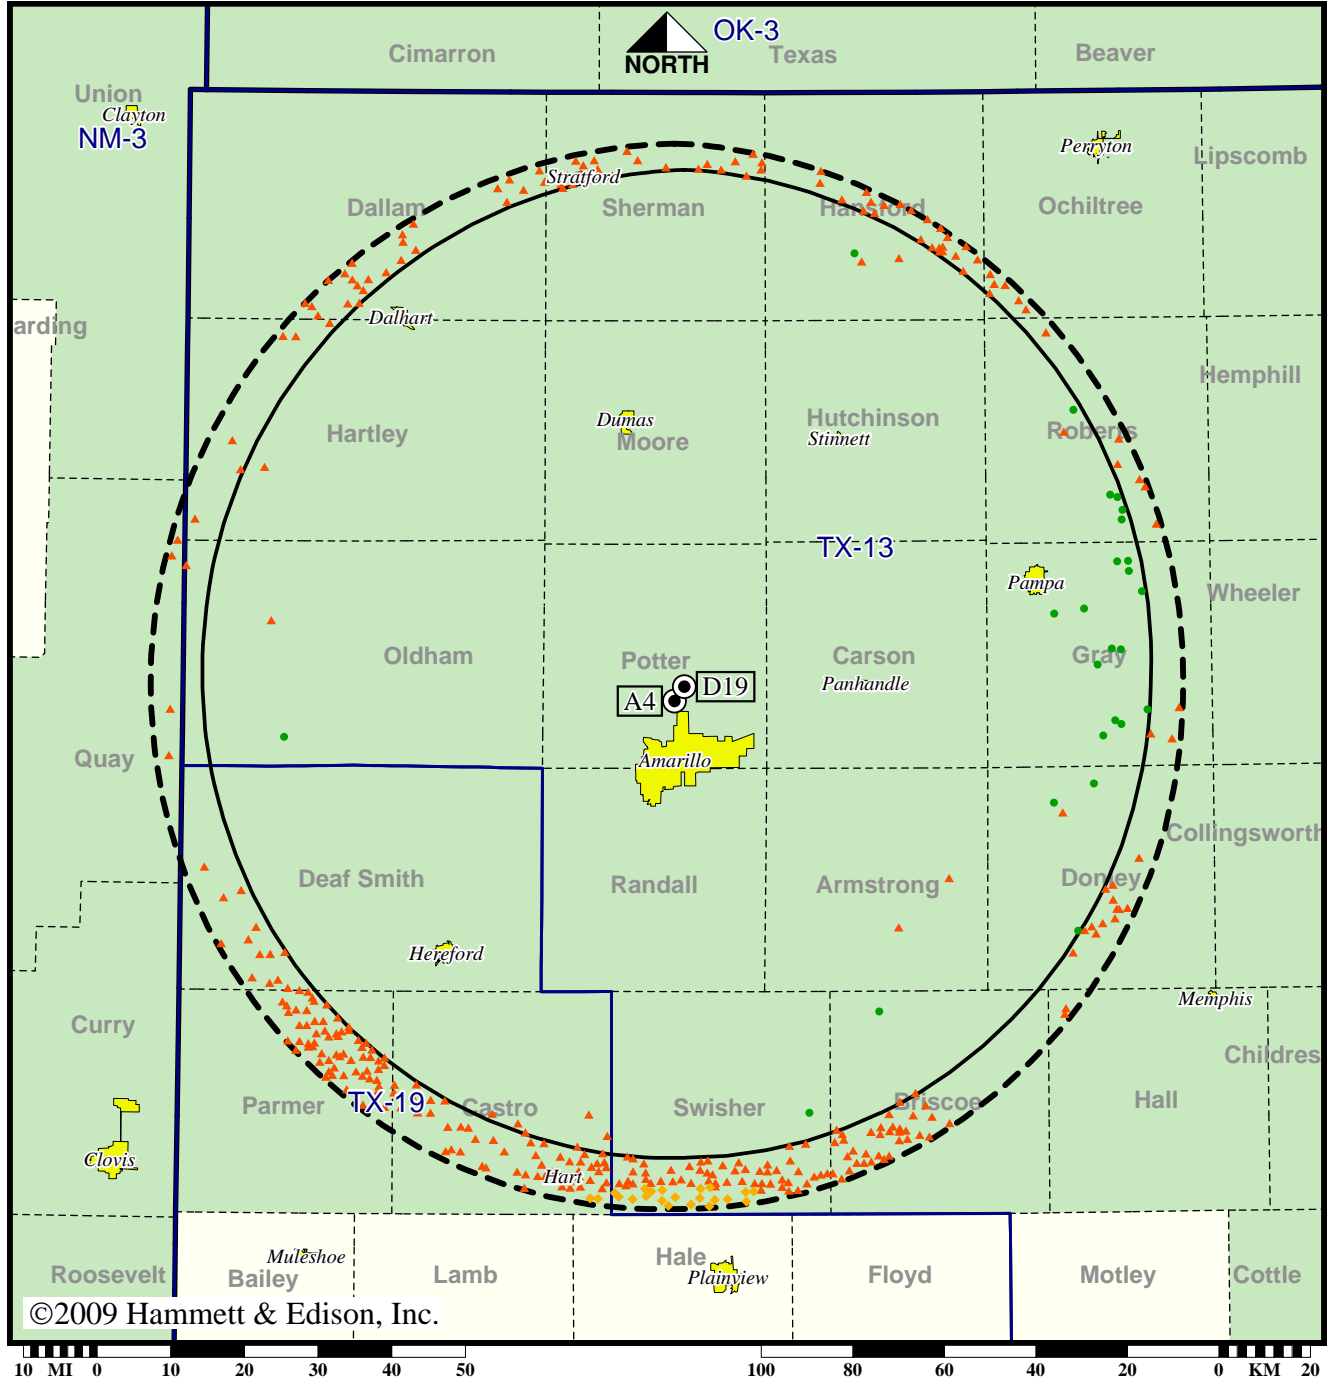 OK-3
Cimarron
Texas
Beaver
NORTH
Union
Clayton
NM-3
Perryton
Lipscomb
Stratford
Dallam
Sherman
Hansford
Ochiltree
Dalhart
arding
Hemphill
Hartley
Dumas
Moore
Hutchinson
Stinnett
Roberts
TX-13
Pampa
Wheeler
Oldham
Potter
Carson
Gray
Panhandle
A4
D19
Quay
Amarillo
Collingsworth
Deaf Smith
Randall
Armstrong
Donley
Hereford
Memphis
Curry
Childres
Parmer
TX-19
Castro
Swisher
Briscoe
Hall
Clovis
Hart
Muleshoe
Hale
Plainview
Roosevelt
Bailey
Lamb
Floyd
Motley
Cottle
©2009 Hammett & Edison, Inc.
10 MI 0 10 20 30 40 50
100 80 60 40 20 0 KM 20